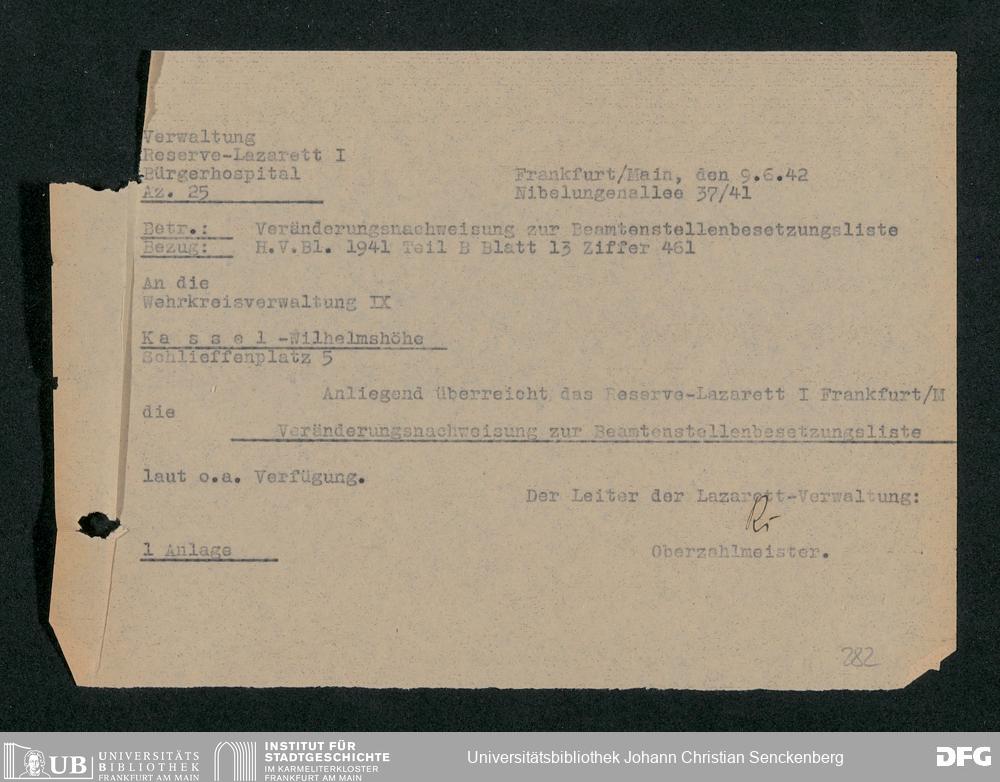 Verwaltung
Reserve-Lazarett I
Bürgerhospital
Az. 25
Frankfurt/Main, den 9.6.42
Nibelungenallee 37/41
Betr.: Veränderungsnachweisung zur Beamtenstellenbesetzungsliste
Bezug: H.V.Bl. 1941 Teil B Blatt 13 Ziffer 461
An die
Wehrkreisverwaltung IX
K a s s e l -Wilhelmshöhe
Schlieffenplatz 5
Anliegend überreicht das Reserve-Lazarett I Frankfurt/M
die
Veränderungsnachweisung zur Beamtenstellenbesetzungsliste
laut o.a. Verfügung.
Der Leiter der Lazarett-Verwaltung:
1 Anlage
Oberzahlmeister.
282
UB UNIVERSITÄTS
BIBLIOTHEK
FRANKFURT AM MAIN
INSTITUT FÜR
STADTGESCHICHTE
IM KARMELITERKLOSTER
FRANKFURT AM MAIN
Universitätsbibliothek Johann Christian Senckenberg
DFG